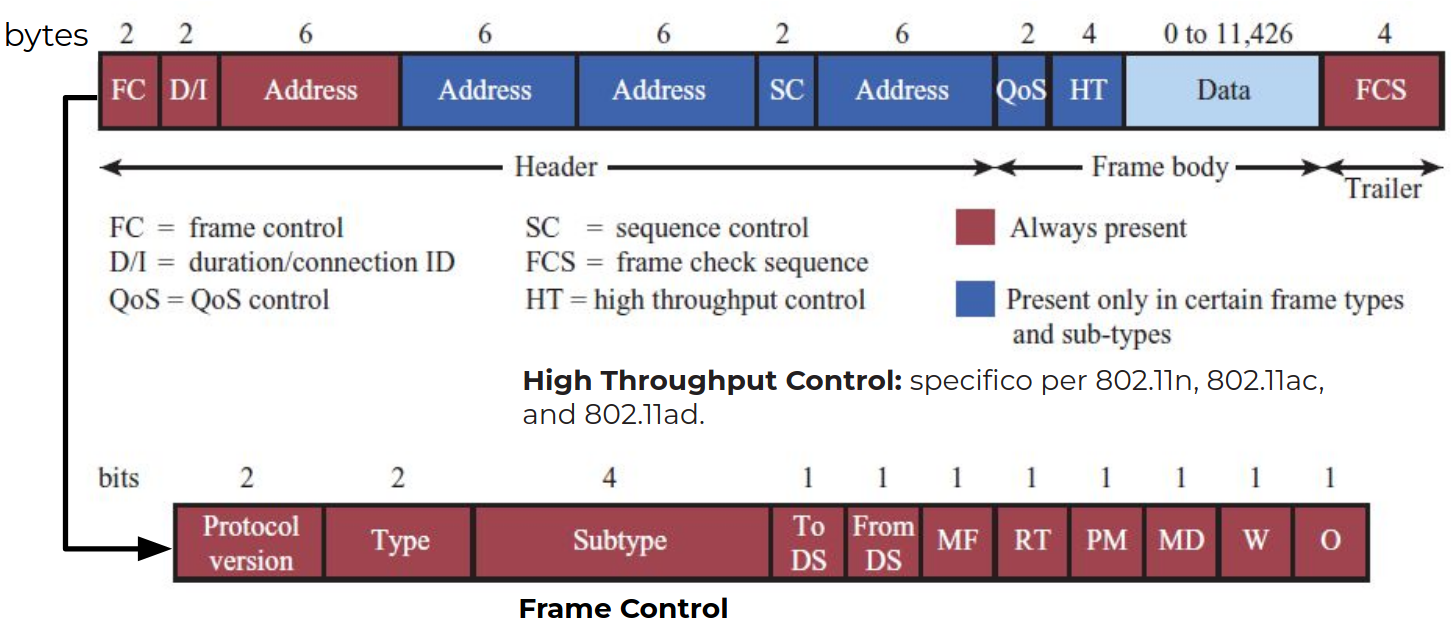 bytes 2 2 6 6 6 2 6 2 4 0 to 11,426 4
FC D/I Address Address Address SC Address QoS HT Data FCS
Header Frame body
Trailer
FC = frame control SC = sequence control Always present
D/I = duration/connection ID FCS = frame check sequence
QoS = QoS control HT = high throughput control Present only in certain frame types
and sub-types
High Throughput Control: specifico per 802.11n, 802.11ac,
and 802.11ad.
bits 2 2 4 1 1 1 1 1 1 1 1
Protocol version Type Subtype To DS From DS MF RT PM MD W O
Frame Control